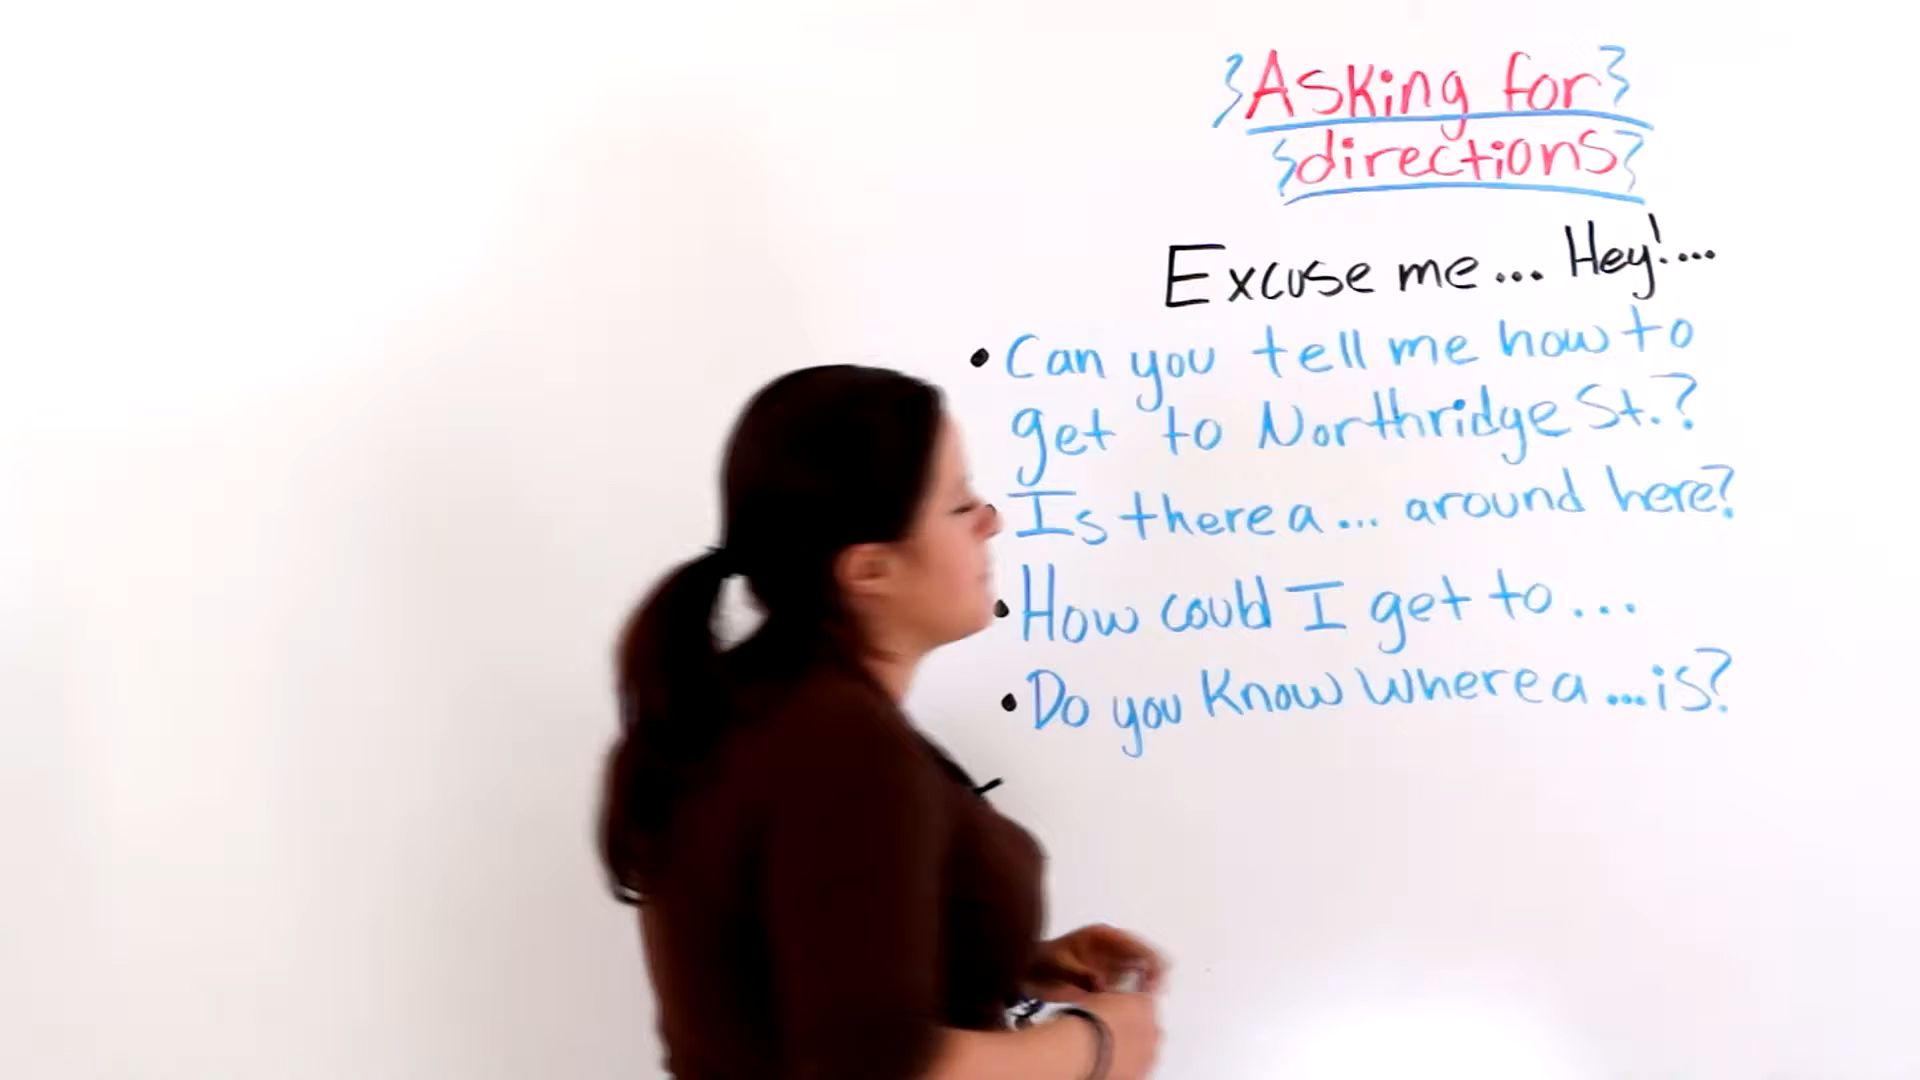 Asking for
directions
Excuse me... Hey!...
• Can you tell me how to
get to Northridge St.?
Is there a ... around here?
• How could I get to ...
• Do you know where a ... is?